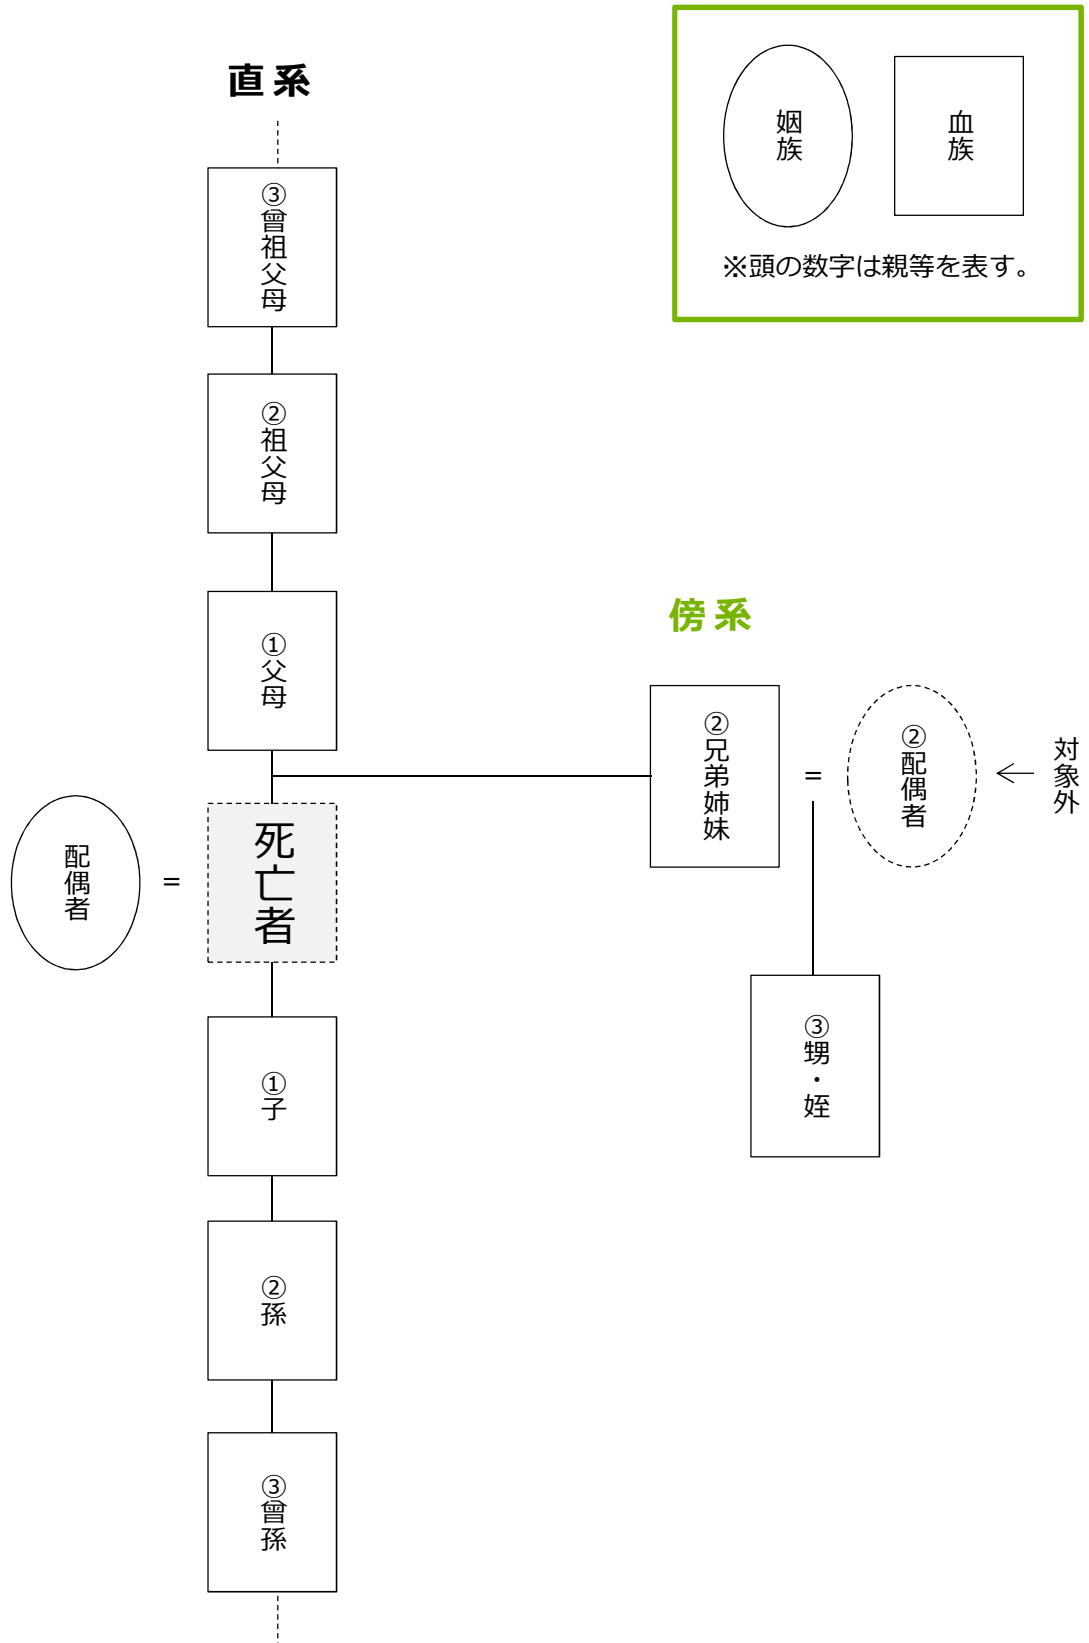 直系
姻族
血族
※頭の数字は親等を表す。
③曾祖父母
②祖父母
①父母
傍系
②兄弟姉妹
=
②配偶者
対象外
配偶者
=
死亡者
③甥・姪
①子
②孫
③曾孫